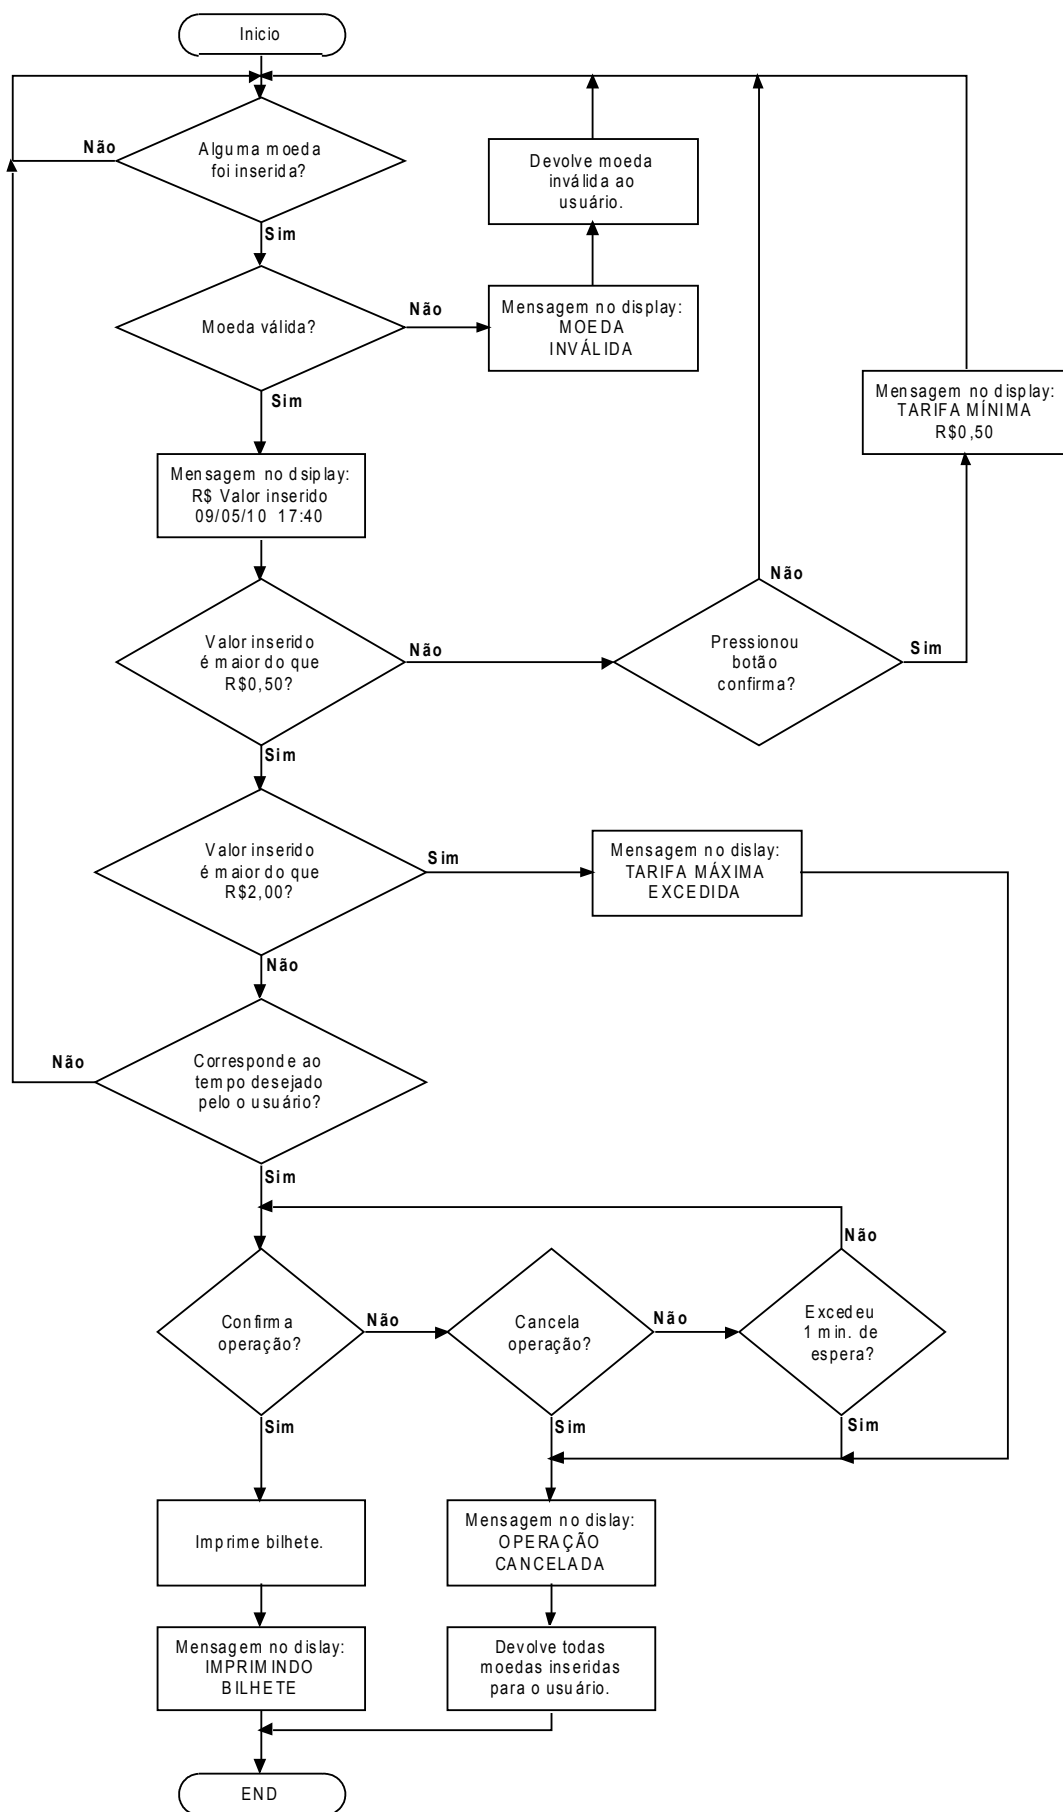 Inicio
Não
Alguma moeda
foi inserida?
Sim
Devolve moeda
inválida ao
usuário.
Moeda válida?
Não
Mensagem no display:
MOEDA
INVÁLIDA
Sim
Mensagem no display:
TARIFA MÍNIMA
R$0,50
Mensagem no dsiplay:
R$ Valor inserido
09/05/10 17:40
Não
Valor inserido
é maior do que
R$0,50?
Não
Pressionou
botão
confirma?
Sim
Sim
Valor inserido
é maior do que
R$2,00?
Sim
Mensagem no dislay:
TARIFA MÁXIMA
EXCEDIDA
Não
Não
Corresponde ao
tempo desejado
pelo o usuário?
Sim
Não
Confirma
operação?
Não
Cancela
operação?
Não
Excedeu
1 min. de
espera?
Sim
Sim
Sim
Imprime bilhete.
Mensagem no dislay:
OPERAÇÃO
CANCELADA
Mensagem no dislay:
IMPRIMINDO
BILHETE
Devolve todas
moedas inseridas
para o usuário.
END